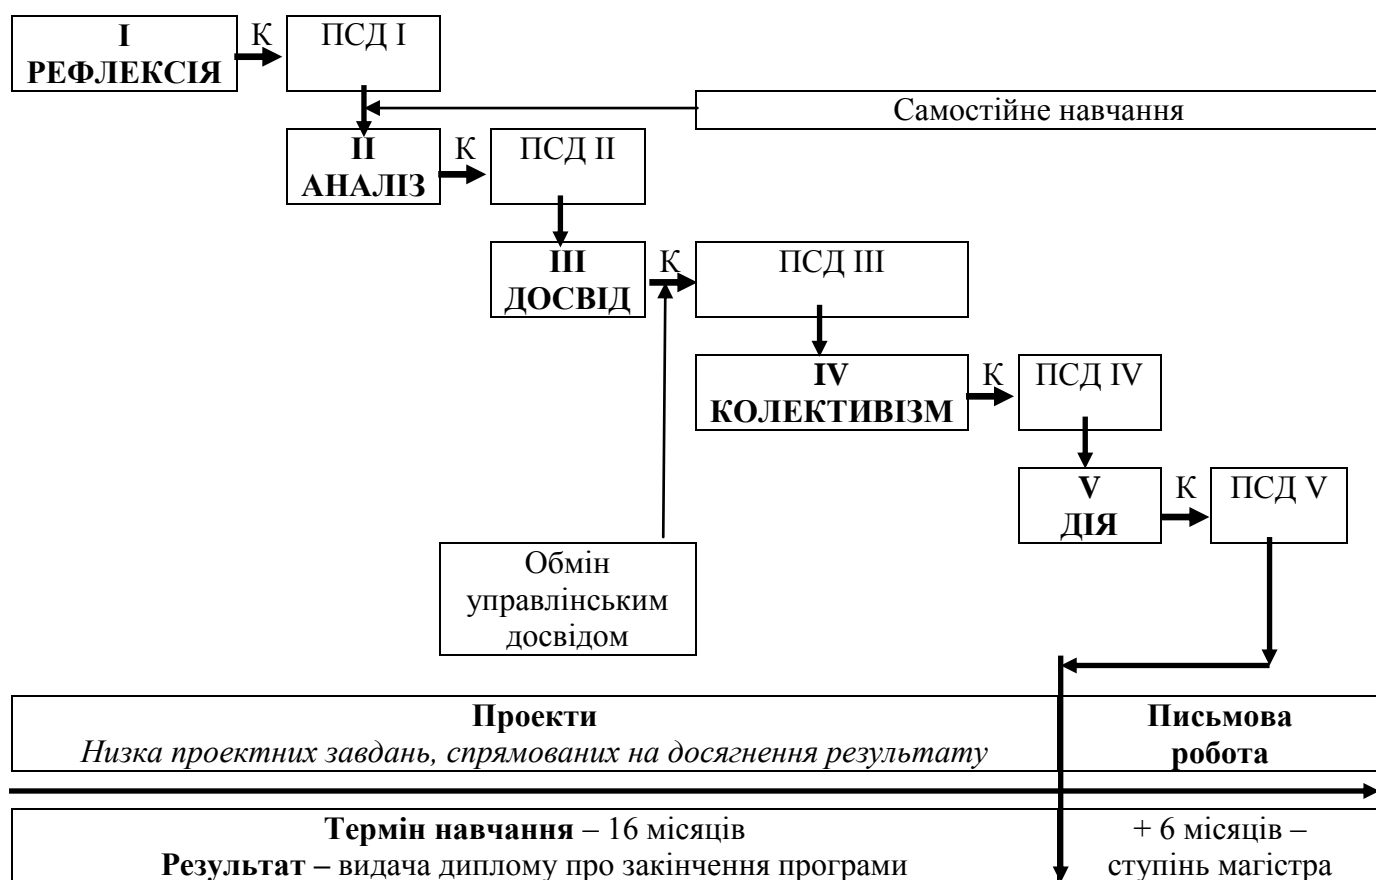 І
РЕФЛЕКСІЯ
К
ПСД І
Самостійне навчання
ІІ
АНАЛІЗ
К
ПСД ІІ
ІІІ
ДОСВІД
К
ПСД ІІІ
IV
КОЛЕКТИВІЗМ
К
ПСД IV
V
ДІЯ
К
ПСД V
Обмін
управлінським
досвідом
Проекти
Низка проектних завдань, спрямованих на досягнення результату
Письмова
робота
Термін навчання – 16 місяців
Результат – видача диплому про закінчення програми
+ 6 місяців –
ступінь магістра